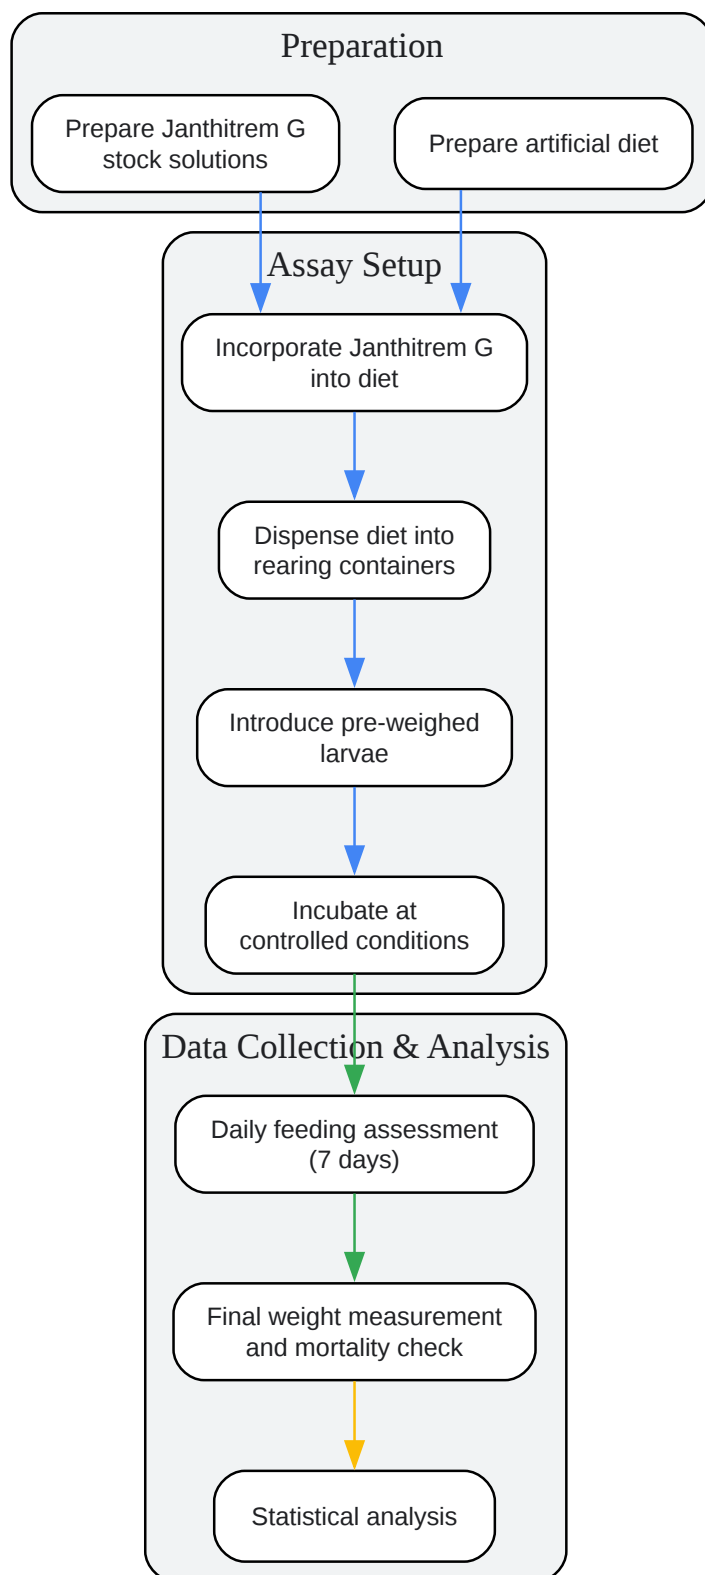 Preparation
Prepare Janthitrem G
stock solutions
Prepare artificial diet
Assay Setup
Incorporate Janthitrem G
into diet
Dispense diet into
rearing containers
Introduce pre-weighed
larvae
Incubate at
controlled conditions
Data Collection & Analysis
Daily feeding assessment
(7 days)
Final weight measurement
and mortality check
Statistical analysis